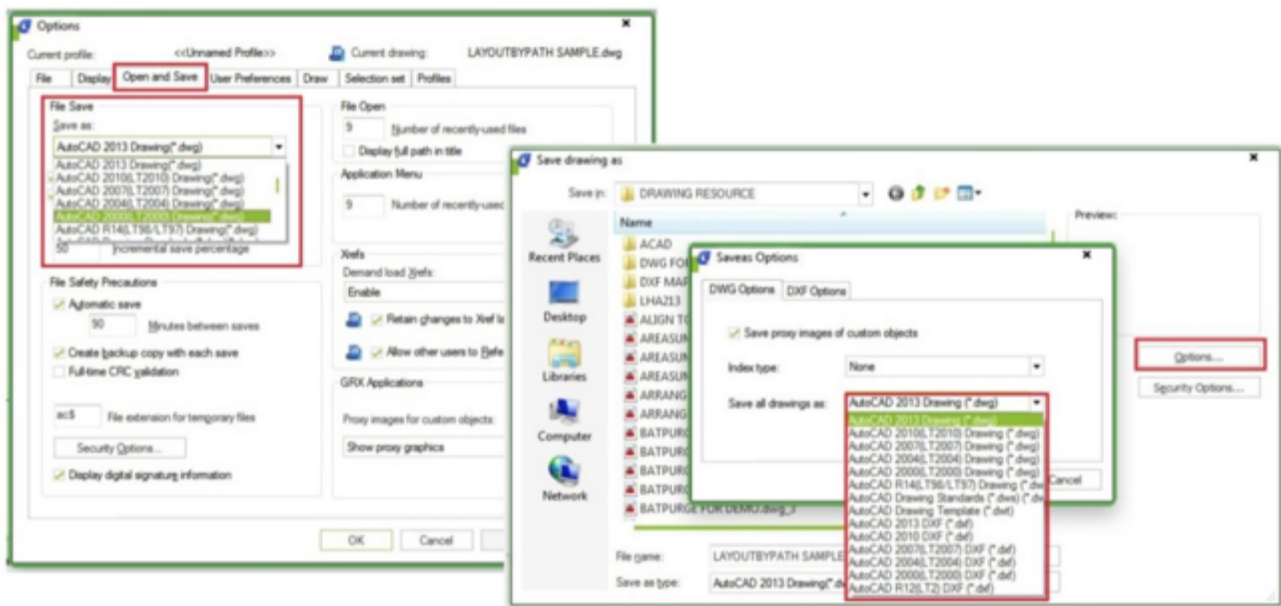 Options
Current profile: <<Unnamed Profile>> Current drawing: LAYOUTBYPATH SAMPLE.dwg
File Display Open and Save User Preferences Draw Selection set Profiles
File Save
Save as:
AutoCAD 2013 Drawing(*.dwg)
AutoCAD 2013 Drawing(*.dwg)
AutoCAD 2010(LT2010) Drawing(*.dwg)
AutoCAD 2007(LT2007) Drawing(*.dwg)
AutoCAD 2004(LT2004) Drawing(*.dwg)
AutoCAD 2000(LT2000) Drawing(*.dwg)
AutoCAD R14(LT98/LT97) Drawing(*.dwg)
50 Incremental save percentage
File Safety Precautions
Automatic save
90 Minutes between saves
Create backup copy with each save
Full-time CRC validation
ac$ File extension for temporary files
Security Options...
Display digital signature information
File Open
9 Number of recently-used files
Display full path in title
Application Menu
9 Number of recently-used
Xrefs
Demand load Xrefs:
Enable
Retain changes to Xref la
Allow other users to Refe
GRX Applications
Proxy images for custom objects:
Show proxy graphics
OK Cancel
Save drawing as
Save in: DRAWING RESOURCE
Recent Places
Desktop
Libraries
Computer
Network
Name
ACAD
DWG FO
DXF MAP
LHA213
ALIGN TO
AREASUM
AREASUM
AREASUM
ARRANG
ARRANG
BATPURG
BATPURG
BATPURG
BATPURGE FOR DEMO.dwg_3
Preview:
Options...
Security Options...
File name: LAYOUTBYPATH SAMPLE
Save as type: AutoCAD 2013 Drawing(*.dw
Saveas Options
DWG Options DXF Options
Save proxy images of custom objects
Index type: None
Save all drawings as: AutoCAD 2013 Drawing (*.dwg)
AutoCAD 2013 Drawing (*.dwg)
AutoCAD 2010(LT2010) Drawing (*.dwg)
AutoCAD 2007(LT2007) Drawing (*.dwg)
AutoCAD 2004(LT2004) Drawing (*.dwg)
AutoCAD 2000(LT2000) Drawing (*.dwg)
AutoCAD R14(LT98/LT97) Drawing (*.dw
AutoCAD Drawing Standards (*.dws) (*.dw
AutoCAD Drawing Template (*.dwt)
AutoCAD 2013 DXF (*.dxf)
AutoCAD 2010 DXF (*.dxf)
AutoCAD 2007(LT2007) DXF (*.dxf)
AutoCAD 2004(LT2004) DXF (*.dxf)
AutoCAD 2000(LT2000) DXF (*.dxf)
AutoCAD R12(LT2) DXF (*.dxf)
Cancel